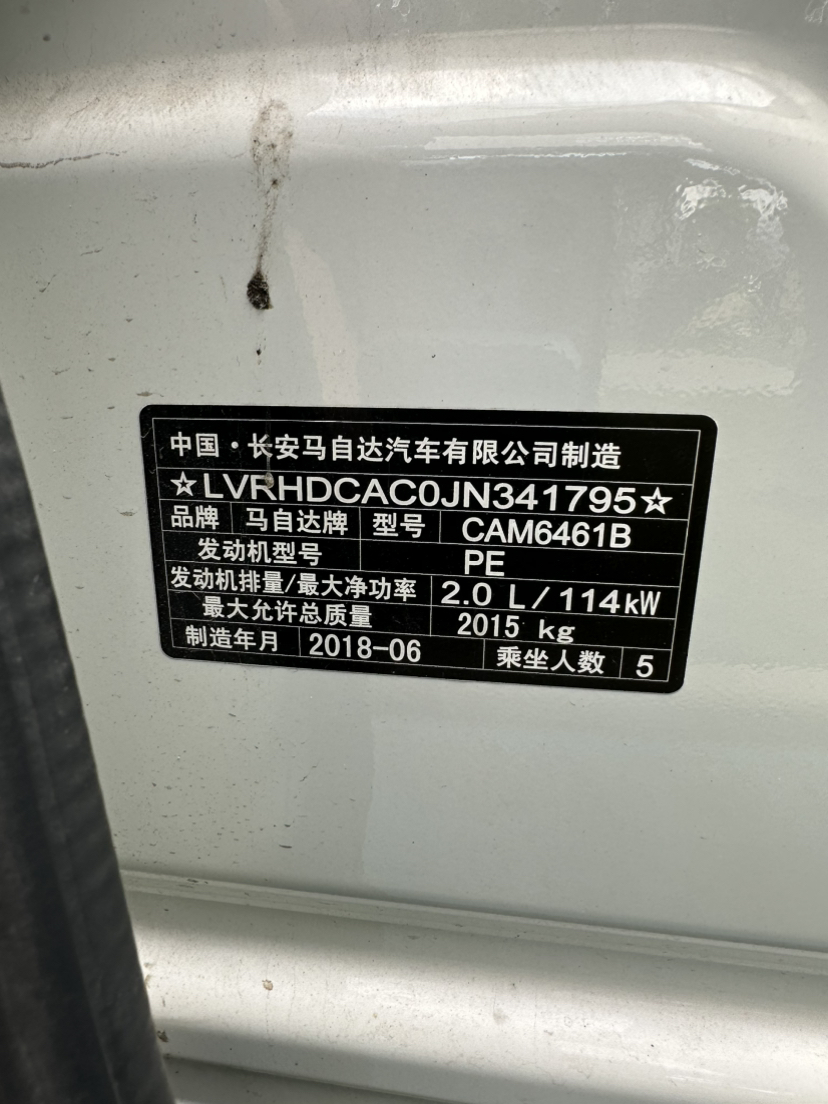 中国·长安马自达汽车有限公司制造
☆LVRHDCAC0JN341795☆
品牌 马自达牌 型号 CAM6461B
发动机型号 PE
发动机排量/最大净功率 2.0 L/114kW
最大允许总质量 2015 kg
制造年月 2018-06 乘坐人数 5